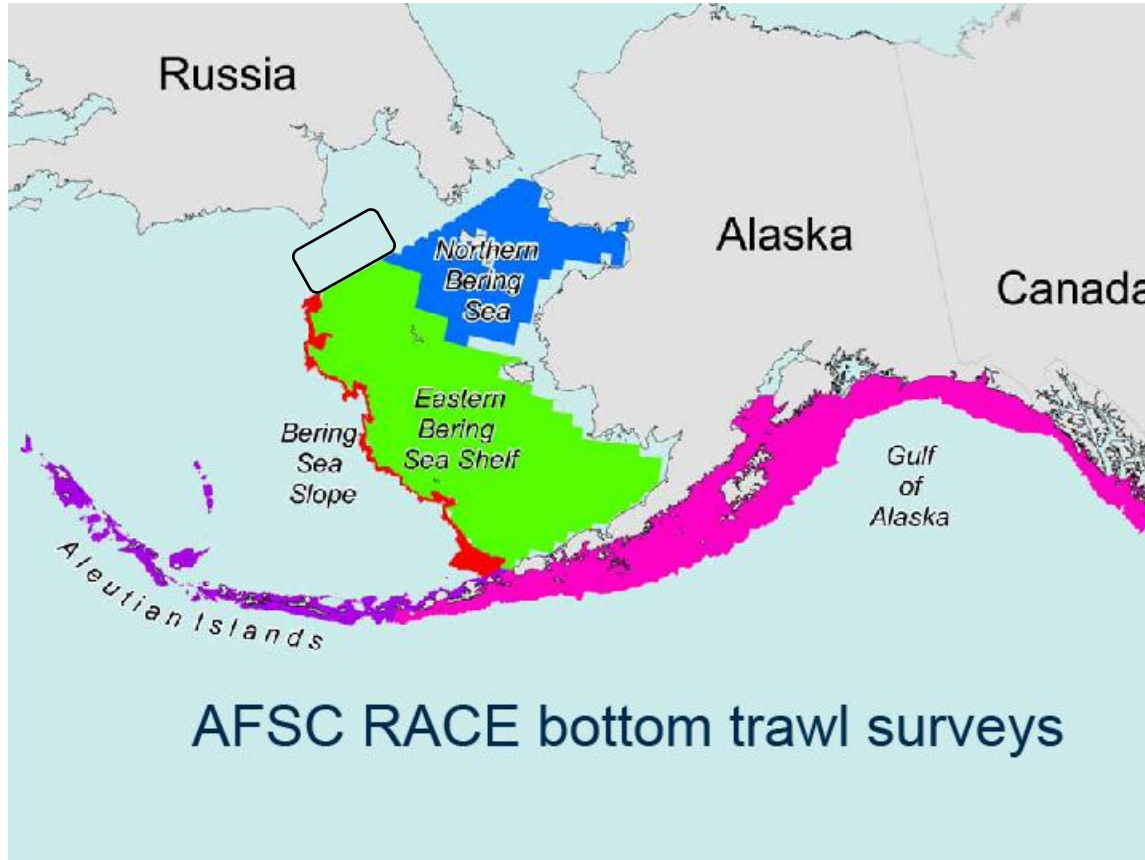 Russia
Alaska
Canada
Northern
Bering
Sea
Eastern
Bering
Sea Shelf
Bering
Sea
Slope
Gulf
of
Alaska
Aleutian Islands
AFSC RACE bottom trawl surveys